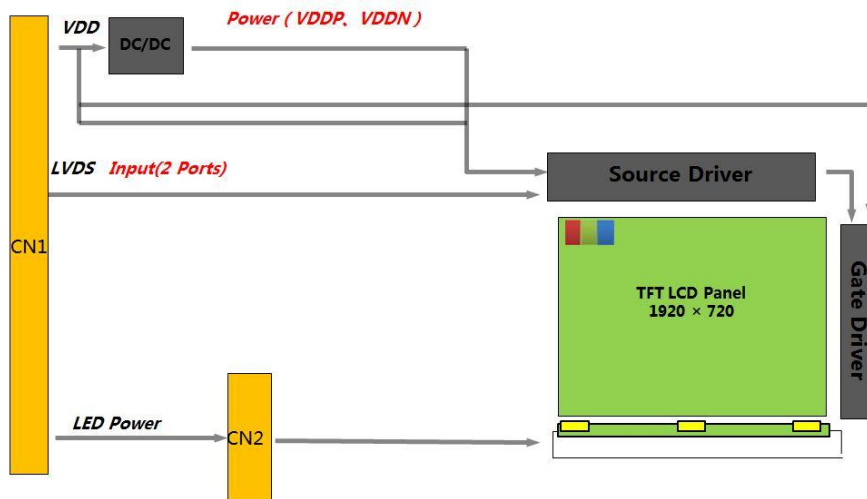 VDD
DC/DC
Power ( VDDP、VDDN )
LVDS Input(2 Ports)
Source Driver
CN1
TFT LCD Panel
1920 × 720
Gate Driver
LED Power
CN2